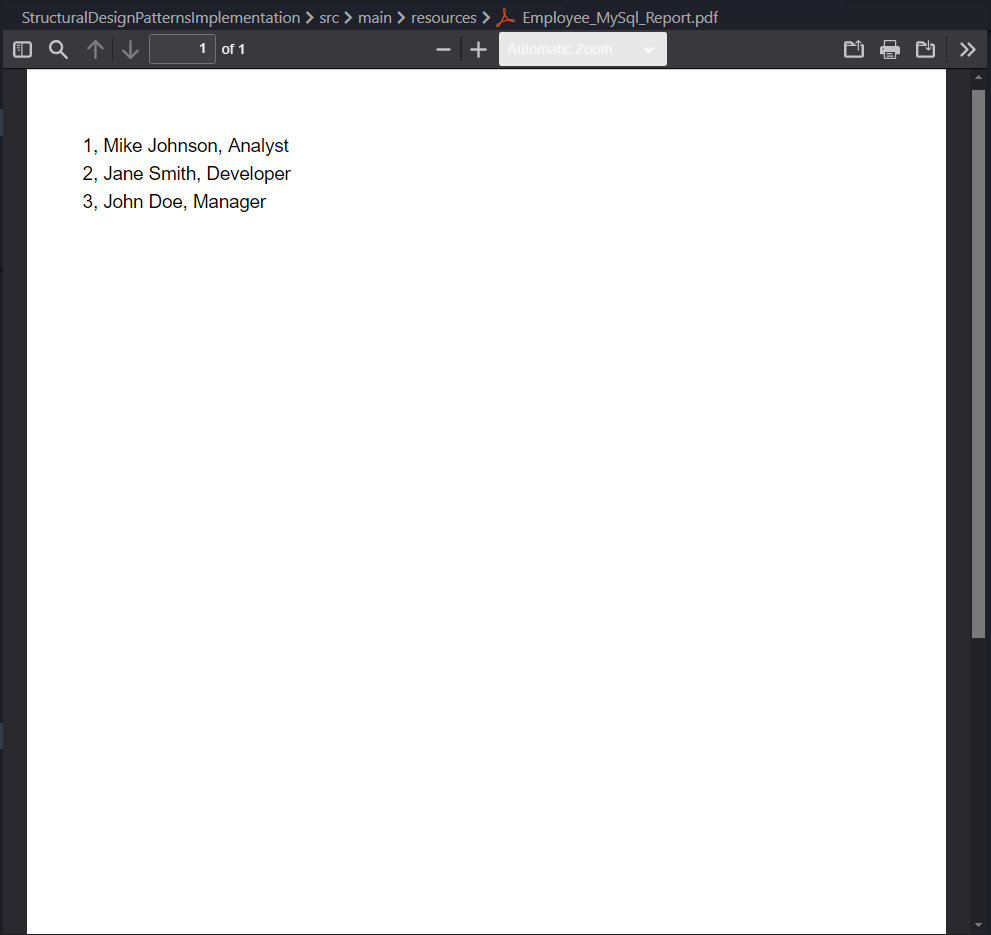 StructuralDesignPatternsImplementation > src > main > resources > Employee_MySql_Report.pdf
1 of 1 Automatic Zoom
1, Mike Johnson, Analyst
2, Jane Smith, Developer
3, John Doe, Manager